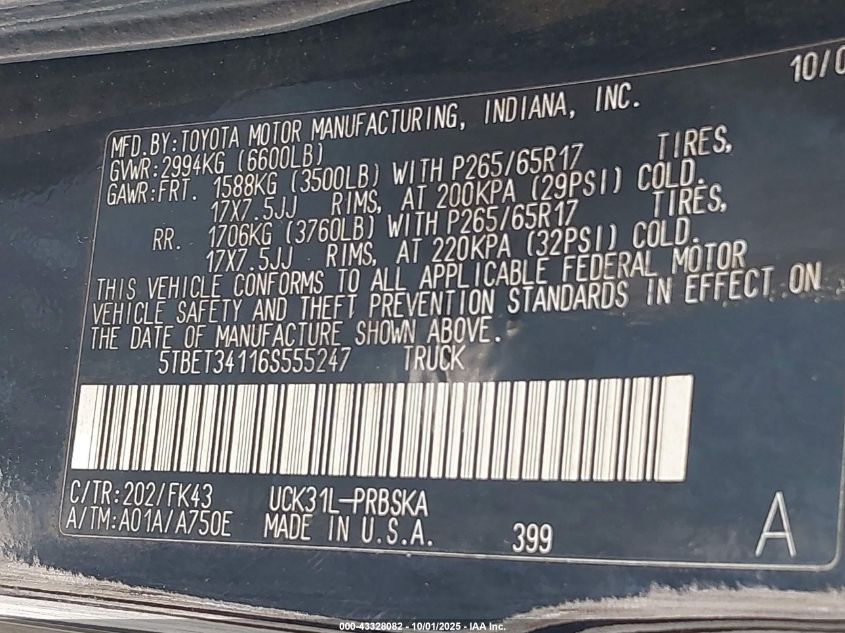 10/0
MFD.BY:TOYOTA MOTOR MANUFACTURING, INDIANA, INC.
GVWR:2994KG (6600LB)
GAWR:FRT. 1588KG (3500LB) WITH P265/65R17 TIRES,
17X7.5JJ RIMS, AT 200KPA (29PSI) COLD.
RR. 1706KG (3760LB) WITH P265/65R17 TIRES,
17X7.5JJ RIMS, AT 220KPA (32PSI) COLD.
THIS VEHICLE CONFORMS TO ALL APPLICABLE FEDERAL MOTOR
VEHICLE SAFETY AND THEFT PREVENTION STANDARDS IN EFFECT ON
THE DATE OF MANUFACTURE SHOWN ABOVE.
5TBET34116S555247 TRUCK
C/TR:202/FK43 UCK31L-PRBSKA
A/TM:A01A/A750E MADE IN U.S.A. 399 A
000-43328082 - 10/01/2025 - IAA Inc.